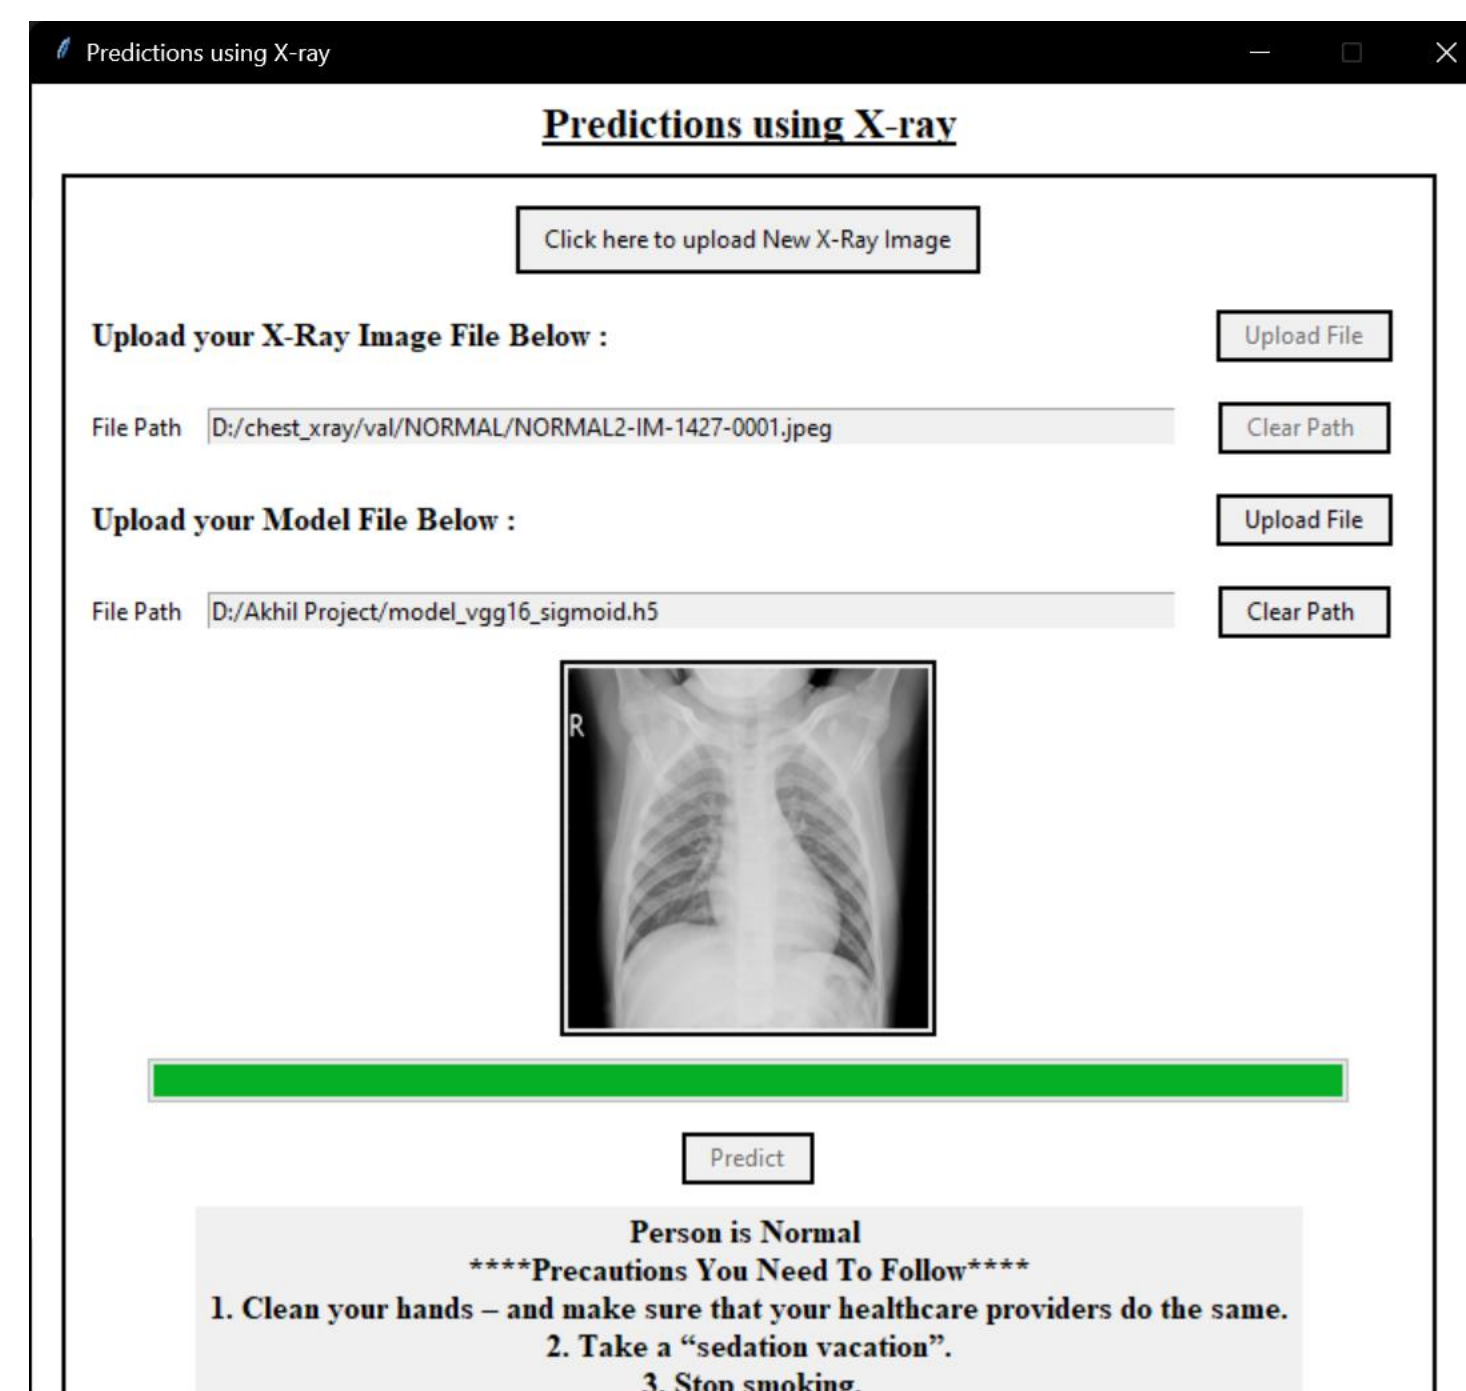 Predictions using X-ray
Predictions using X-ray
Click here to upload New X-Ray Image
Upload your X-Ray Image File Below :
Upload File
File Path
D:/chest_xray/val/NORMAL/NORMAL2-IM-1427-0001.jpeg
Clear Path
Upload your Model File Below :
Upload File
File Path
D:/Akhil Project/model_vgg16_sigmoid.h5
Clear Path
R
Predict
Person is Normal
****Precautions You Need To Follow****
1. Clean your hands – and make sure that your healthcare providers do the same.
2. Take a “sedation vacation”.
3. Stop smoking.